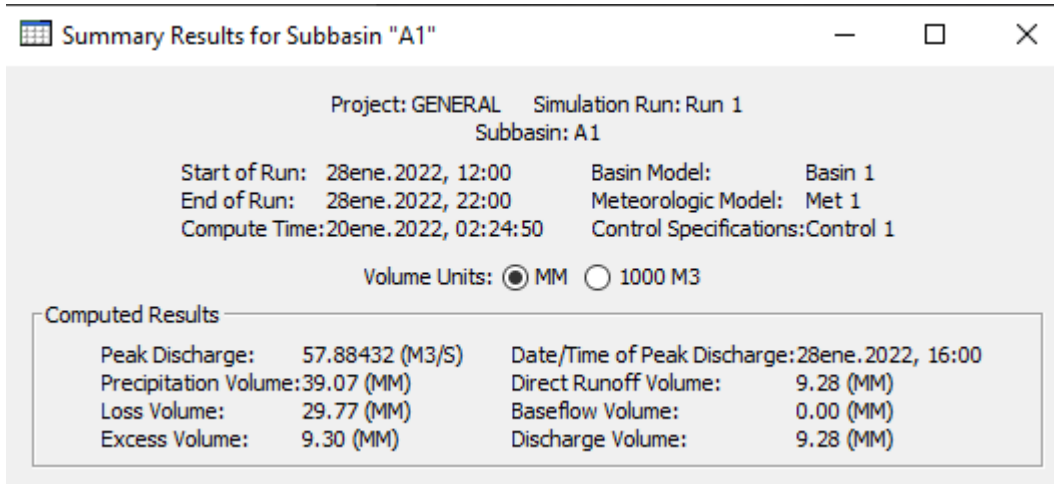 Summary Results for Subbasin "A1"
Project: GENERAL Simulation Run: Run 1
Subbasin: A1
Start of Run: 28ene.2022, 12:00 Basin Model: Basin 1
End of Run: 28ene.2022, 22:00 Meteorologic Model: Met 1
Compute Time:20ene.2022, 02:24:50 Control Specifications:Control 1
Volume Units: MM 1000 M3
Computed Results
Peak Discharge: 57.88432 (M3/S) Date/Time of Peak Discharge:28ene.2022, 16:00
Precipitation Volume:39.07 (MM) Direct Runoff Volume: 9.28 (MM)
Loss Volume: 29.77 (MM) Baseflow Volume: 0.00 (MM)
Excess Volume: 9.30 (MM) Discharge Volume: 9.28 (MM)